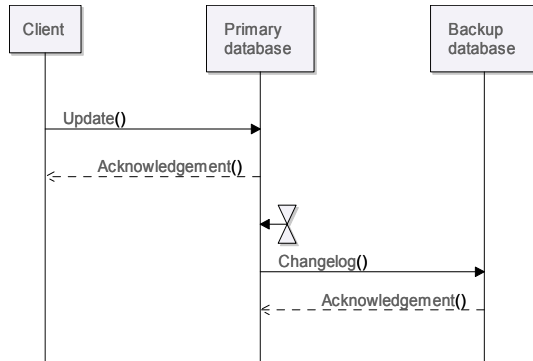 Client
Primary
database
Backup
database
Update()
Acknowledgement()
Changelog()
Acknowledgement()